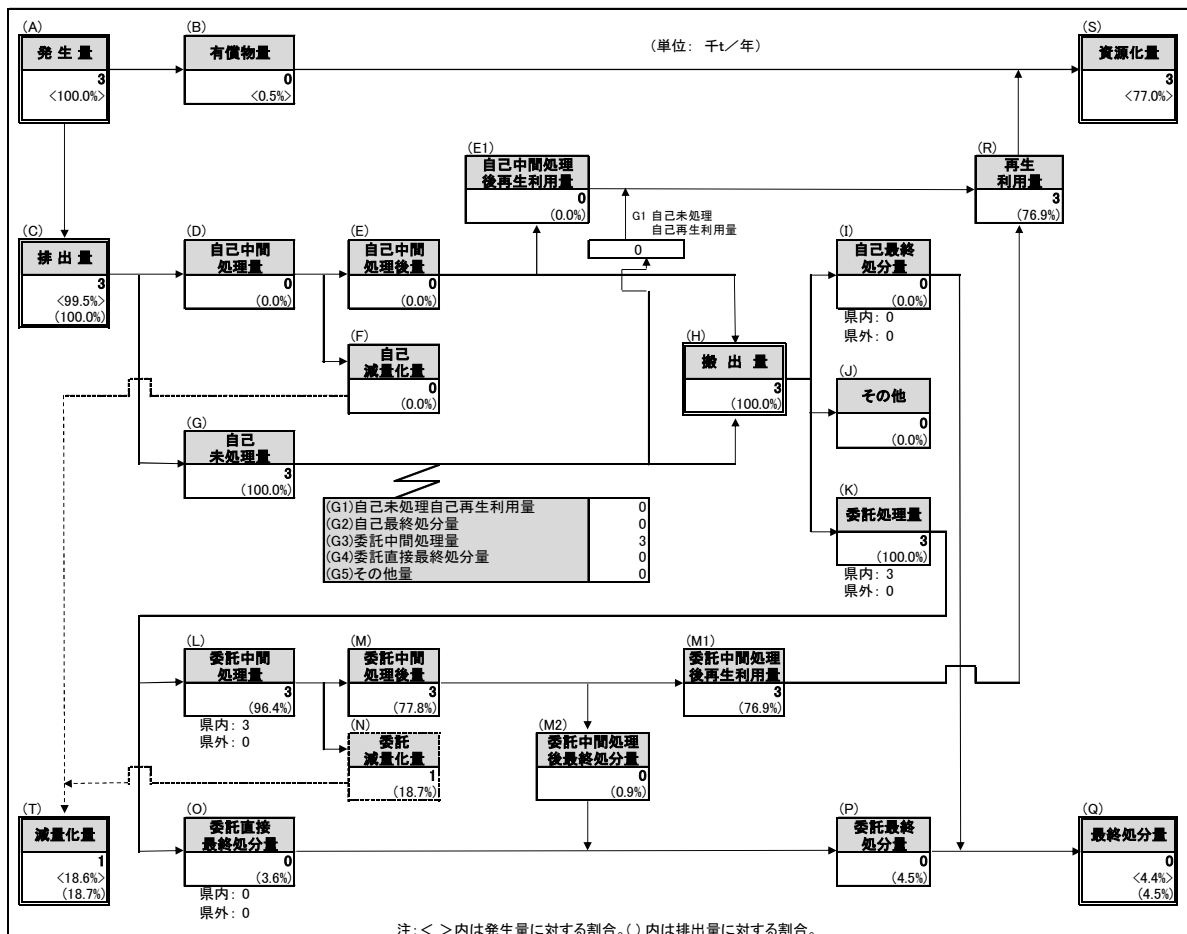 (A)
発 生 量
3
<100.0%>
(B)
有償物量
0
<0.5%>
(単位： 千t／年)
(S)
資源化量
3
<77.0%>
(E1)
自己中間処理
後再生利用量
0
(0.0%)
(R)
再生
利用量
3
(76.9%)
G1 自己未処理
自己再生利用量
0
(C)
排 出 量
3
<99.5%>
(100.0%)
(D)
自己中間
処理量
0
(0.0%)
(E)
自己中間
処理後量
0
(0.0%)
(I)
自己最終
処分量
0
(0.0%)
県内： 0
県外： 0
(F)
自己
減量化量
0
(0.0%)
(H)
搬 出 量
3
(100.0%)
(J)
その他
0
(0.0%)
(G)
自己
未処理量
3
(100.0%)
(G1)自己未処理自己再生利用量 0
(G2)自己最終処分量 0
(G3)委託中間処理量 3
(G4)委託直接最終処分量 0
(G5)その他量 0
(K)
委託処理量
3
(100.0%)
県内： 3
県外： 0
(L)
委託中間
処理量
3
(96.4%)
県内： 3
県外： 0
(M)
委託中間
処理後量
3
(77.8%)
(M1)
委託中間処理
後再生利用量
3
(76.9%)
(N)
委託
減量化量
1
(18.7%)
(M2)
委託中間処理
後最終処分量
0
(0.9%)
(T)
減量化量
1
<18.6%>
(18.7%)
(O)
委託直接
最終処分量
0
(3.6%)
県内： 0
県外： 0
(P)
委託最終
処分量
0
(4.5%)
(Q)
最終処分量
0
<4.4%>
(4.5%)
注：＜ ＞内は発生量に対する割合。( ) 内は排出量に対する割合。